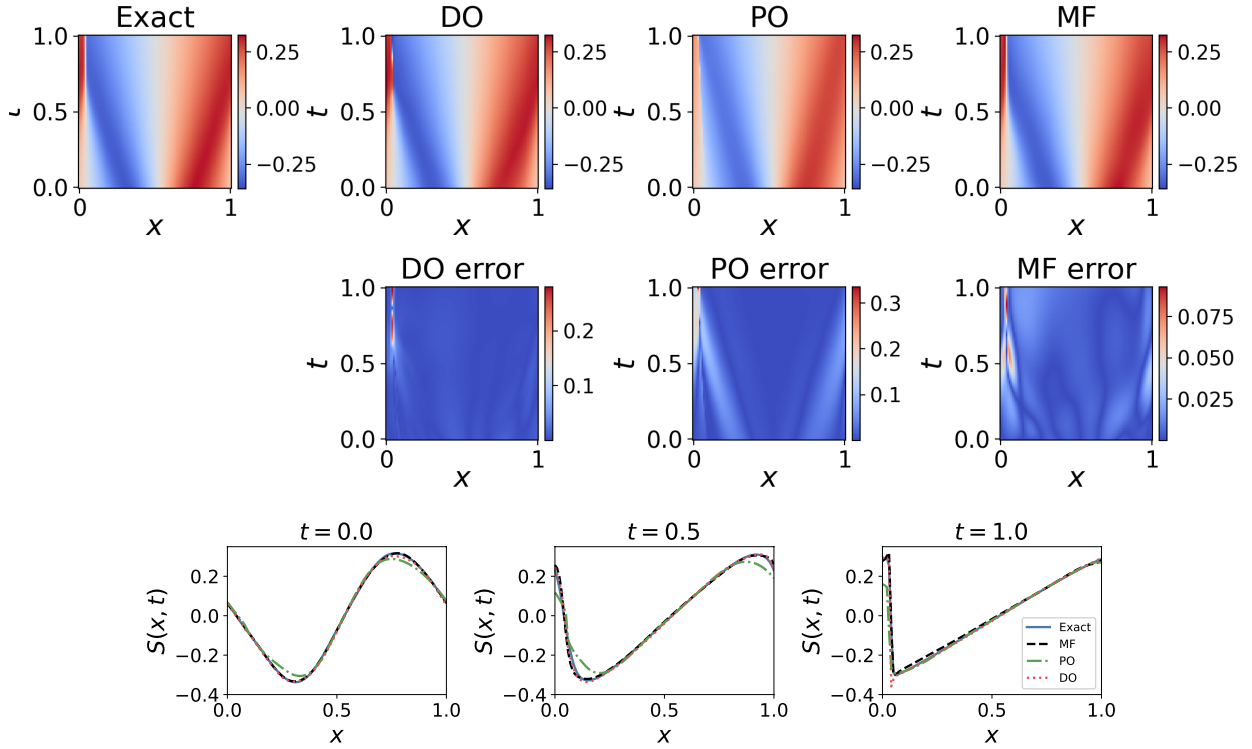 Exact
DO
PO
MF
1.0
0.5
0.0
0
1
x
0.25
0.00
−0.25
t
1.0
0.5
0.0
0
1
x
0.25
0.00
−0.25
t
1.0
0.5
0.0
0
1
x
0.25
0.00
−0.25
t
1.0
0.5
0.0
0
1
x
0.25
0.00
−0.25
DO error
PO error
MF error
t
1.0
0.5
0.0
0
1
x
0.2
0.1
t
1.0
0.5
0.0
0
1
x
0.3
0.2
0.1
t
1.0
0.5
0.0
0
1
x
0.075
0.050
0.025
t = 0.0
t = 0.5
t = 1.0
S(x, t)
0.2
0.0
−0.2
−0.4
0.0
0.5
1.0
x
S(x, t)
0.2
0.0
−0.2
−0.4
0.0
0.5
1.0
x
S(x, t)
0.2
0.0
−0.2
−0.4
0.0
0.5
1.0
x
Exact
MF
PO
DO